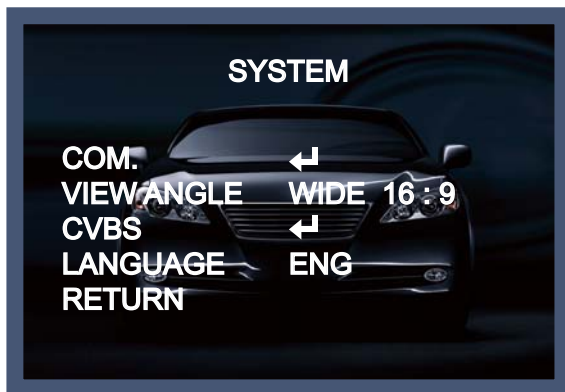 SYSTEM
COM. ↵
VIEW ANGLE WIDE 16 : 9
CVBS ↵
LANGUAGE ENG
RETURN